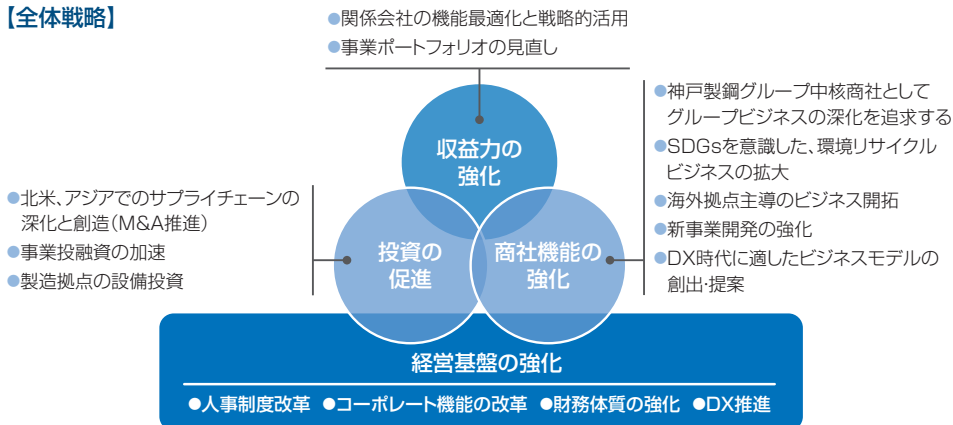 【全体戦略】
●関係会社の機能最適化と戦略的活用
●事業ポートフォリオの見直し
収益力の
強化
●北米、アジアでのサプライチェーンの
深化と創造（M&A推進）
●事業投融資の加速
●製造拠点の設備投資
投資の
促進
商社機能の
強化
●神戸製鋼グループ中核商社として
グループビジネスの深化を追求する
●SDGsを意識した、環境リサイクル
ビジネスの拡大
●海外拠点主導のビジネス開拓
●新事業開発の強化
●DX時代に適したビジネスモデルの
創出・提案
経営基盤の強化
●人事制度改革 ●コーポレート機能の改革 ●財務体質の強化 ●DX推進